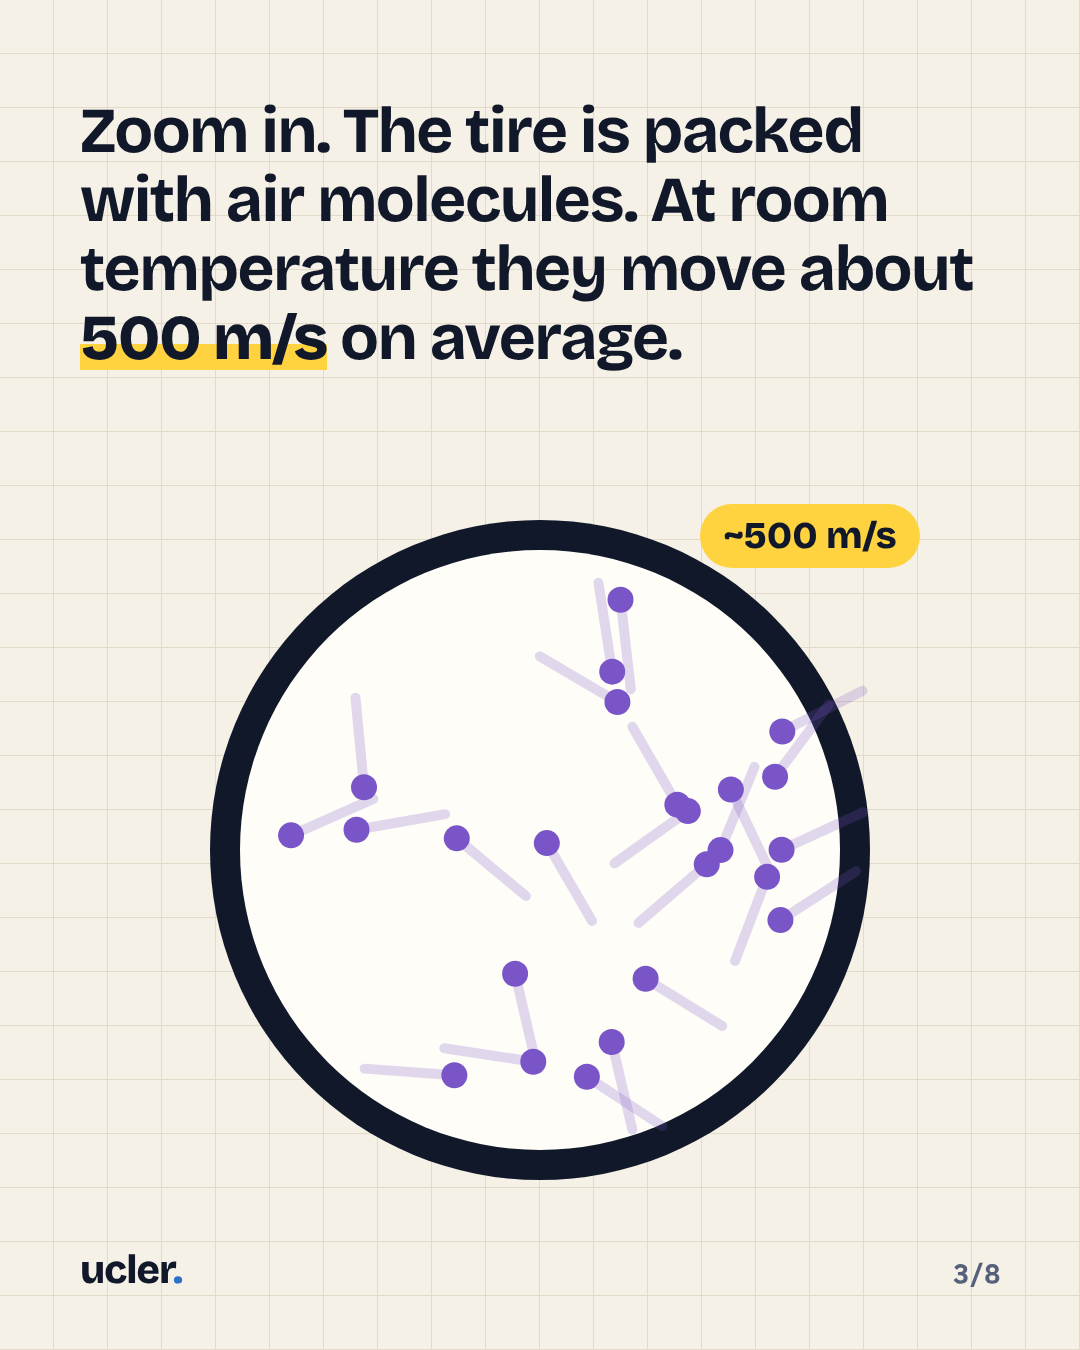 Zoom in. The tire is packed
with air molecules. At room
temperature they move about
500 m/s on average.
~500 m/s
ucler.
3/8